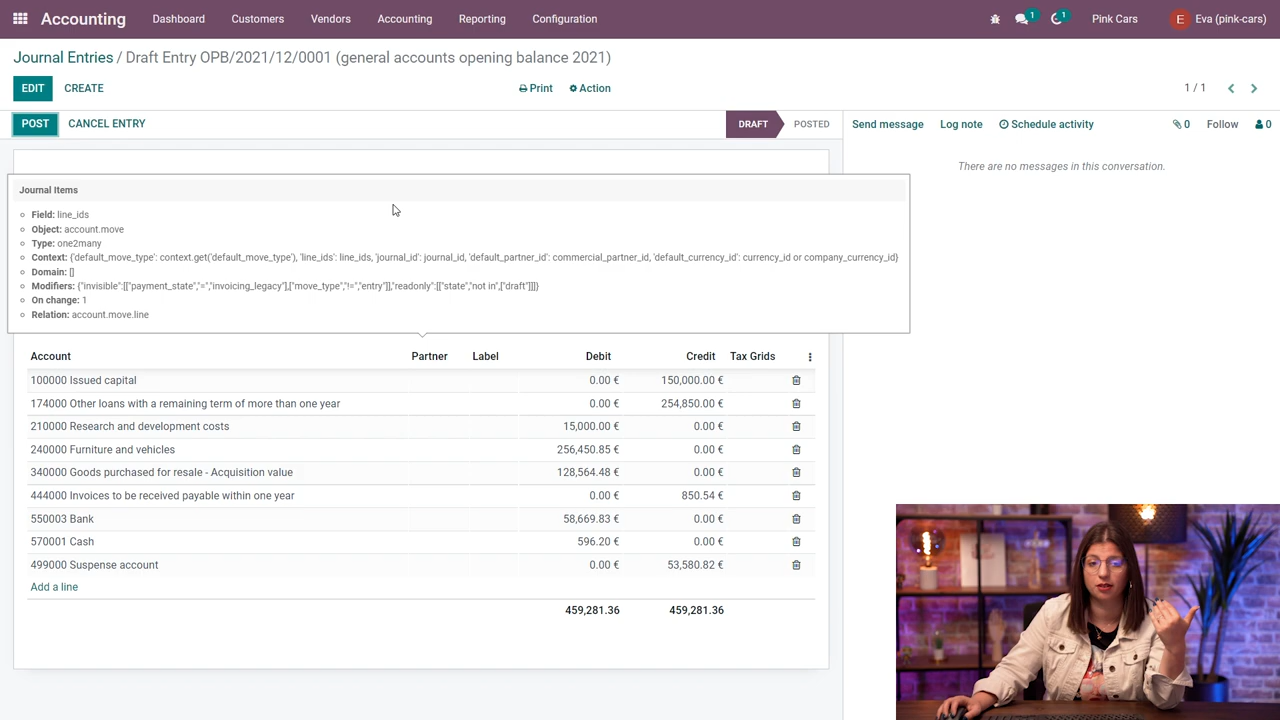 Accounting Dashboard Customers Vendors Accounting Reporting Configuration 1 1 Pink Cars E Eva (pink-cars)
Journal Entries / Draft Entry OPB/2021/12/0001 (general accounts opening balance 2021)
EDIT CREATE Print Action 1 / 1
POST CANCEL ENTRY DRAFT POSTED Send message Log note Schedule activity 0 Follow 0
There are no messages in this conversation.
Journal Items
Field: line_ids
Object: account.move
Type: one2many
Context: {'default_move_type': context.get('default_move_type'), 'line_ids': line_ids, 'journal_id': journal_id, 'default_partner_id': commercial_partner_id, 'default_currency_id': currency_id or company_currency_id}
Domain: []
Modifiers: {"invisible":[["payment_state","=","invoicing_legacy"],["move_type","!=","entry"]],"readonly":[["state","not in",["draft"]]]}
On change: 1
Relation: account.move.line
Account Partner Label Debit Credit Tax Grids
100000 Issued capital 0.00 € 150,000.00 €
174000 Other loans with a remaining term of more than one year 0.00 € 254,850.00 €
210000 Research and development costs 15,000.00 € 0.00 €
240000 Furniture and vehicles 256,450.85 € 0.00 €
340000 Goods purchased for resale - Acquisition value 128,564.48 € 0.00 €
444000 Invoices to be received payable within one year 0.00 € 850.54 €
550003 Bank 58,669.83 € 0.00 €
570001 Cash 596.20 € 0.00 €
499000 Suspense account 0.00 € 53,580.82 €
Add a line
459,281.36 459,281.36